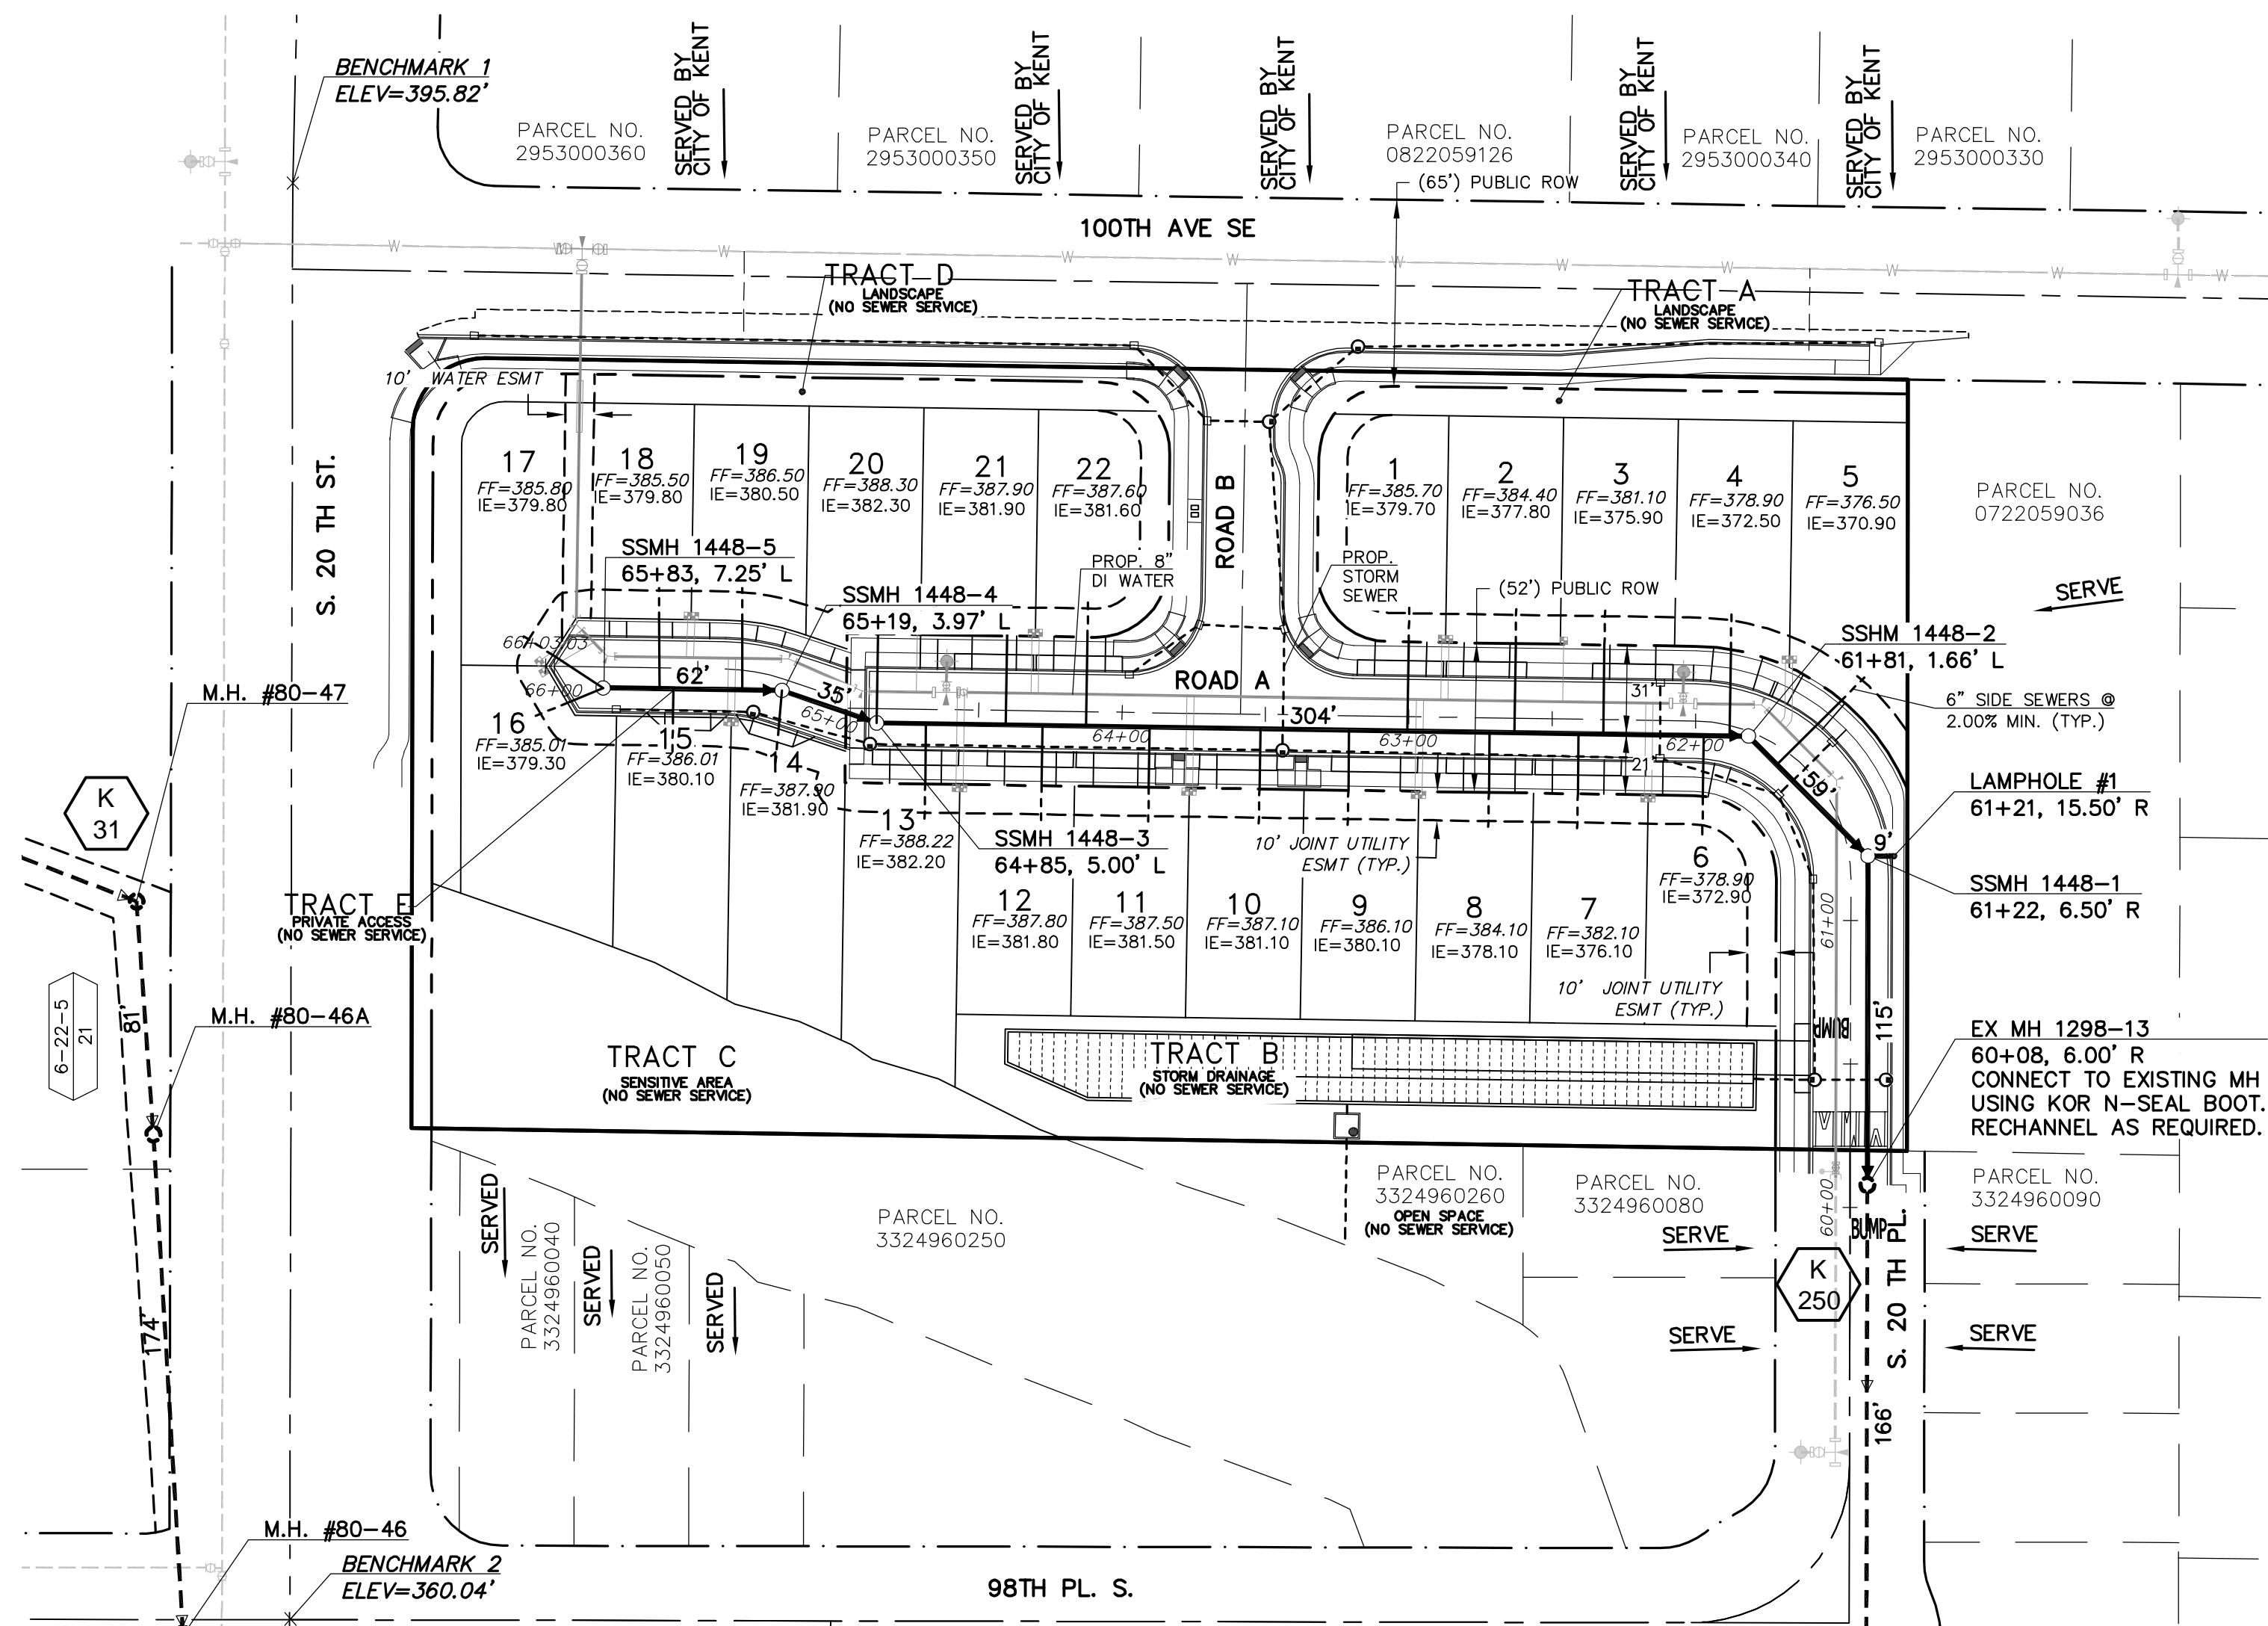 BENCHMARK 1
ELEV=395.82'
PARCEL NO.
2953000360
SERVED BY
CITY OF KENT
PARCEL NO.
2953000350
SERVED BY
CITY OF KENT
SERVED BY
CITY OF KENT
PARCEL NO.
0822059126
(65') PUBLIC ROW
SERVED BY
CITY OF KENT
PARCEL NO.
2953000340
SERVED BY
CITY OF KENT
PARCEL NO.
2953000330
100TH AVE SE
W W W W W W W W W W W W
TRACT D
LANDSCAPE
(NO SEWER SERVICE)
TRACT A
LANDSCAPE
(NO SEWER SERVICE)
10' WATER ESMT
S. 20 TH ST.
17
FF=385.80
IE=379.80
18
FF=385.50
IE=379.80
19
FF=386.50
IE=380.50
20
FF=388.30
IE=382.30
21
FF=387.90
IE=381.90
22
FF=387.60
IE=381.60
ROAD B
1
FF=385.70
IE=379.70
2
FF=384.40
IE=377.80
3
FF=381.10
IE=375.90
4
FF=378.90
IE=372.50
5
FF=376.50
IE=370.90
PARCEL NO.
0722059036
SSMH 1448-5
65+83, 7.25' L
SSMH 1448-4
65+19, 3.97' L
PROP. 8"
DI WATER
PROP.
STORM
SEWER
(52') PUBLIC ROW
SERVE
SSHM 1448-2
61+81, 1.66' L
6" SIDE SEWERS @
2.00% MIN. (TYP.)
66+03.03
66+00
62'
35'
65+00
ROAD A
304'
64+00
63+00
62+00
31'
21'
59'
9'
LAMPHOLE #1
61+21, 15.50' R
SSMH 1448-1
61+22, 6.50' R
M.H. #80-47
K
31
16
FF=385.01
IE=379.30
15
FF=386.01
IE=380.10
14
FF=387.90
IE=381.90
13
FF=388.22
IE=382.20
SSMH 1448-3
64+85, 5.00' L
10' JOINT UTILITY
ESMT (TYP.)
12
FF=387.80
IE=381.80
11
FF=387.50
IE=381.50
10
FF=387.10
IE=381.10
9
FF=386.10
IE=380.10
8
FF=384.10
IE=378.10
7
FF=382.10
IE=376.10
6
FF=378.90
IE=372.90
61+00
TRACT E
PRIVATE ACCESS
(NO SEWER SERVICE)
6-22-5
21
81'
M.H. #80-46A
10' JOINT UTILITY
ESMT (TYP.)
BUMP
115'
EX MH 1298-13
60+08, 6.00' R
CONNECT TO EXISTING MH
USING KOR N-SEAL BOOT.
RECHANNEL AS REQUIRED.
TRACT C
SENSITIVE AREA
(NO SEWER SERVICE)
TRACT B
STORM DRAINAGE
(NO SEWER SERVICE)
SERVED
PARCEL NO.
3324960040
SERVED
PARCEL NO.
3324960050
SERVED
PARCEL NO.
3324960250
PARCEL NO.
3324960260
OPEN SPACE
(NO SEWER SERVICE)
PARCEL NO.
3324960080
PARCEL NO.
3324960090
60+00
BUMP
SERVE
SERVE
K
250
S. 20 TH PL.
SERVE
SERVE
174'
166'
M.H. #80-46
BENCHMARK 2
ELEV=360.04'
98TH PL. S.